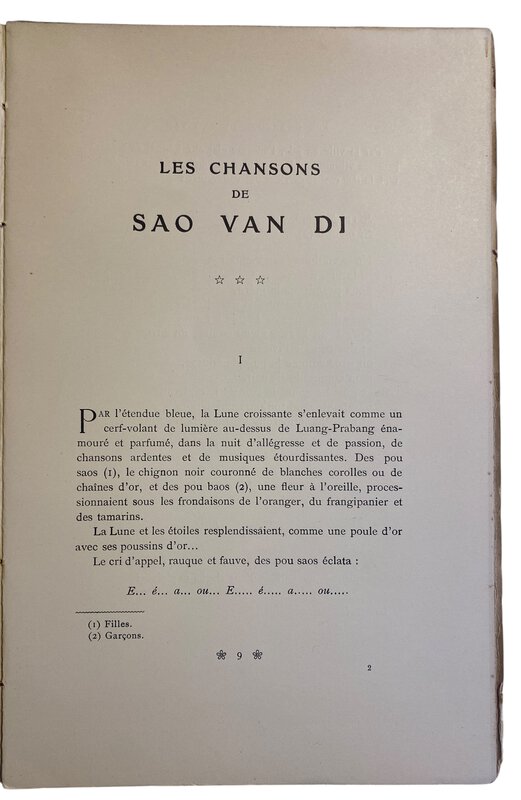 LES CHANSONS
DE
SAO VAN DI
☆ ☆ ☆
I
PAR l'étendue bleue, la Lune croissante s'enlevait comme un
cerf-volant de lumière au-dessus de Luang-Prabang éna-
mouré et parfumé, dans la nuit d'allégresse et de passion, de
chansons ardentes et de musiques étourdissantes. Des pou
saos (1), le chignon noir couronné de blanches corolles ou de
chaînes d'or, et des pou baos (2), une fleur à l'oreille, proces-
sionnaient sous les frondaisons de l'oranger, du frangipanier et
des tamarins.
La Lune et les étoiles resplendissaient, comme une poule d'or
avec ses poussins d'or...
Le cri d'appel, rauque et fauve, des pou saos éclata :
E... é... a... ou... E..... é..... a..... ou.....
(1) Filles.
(2) Garçons.
❀ 9 ❀
2